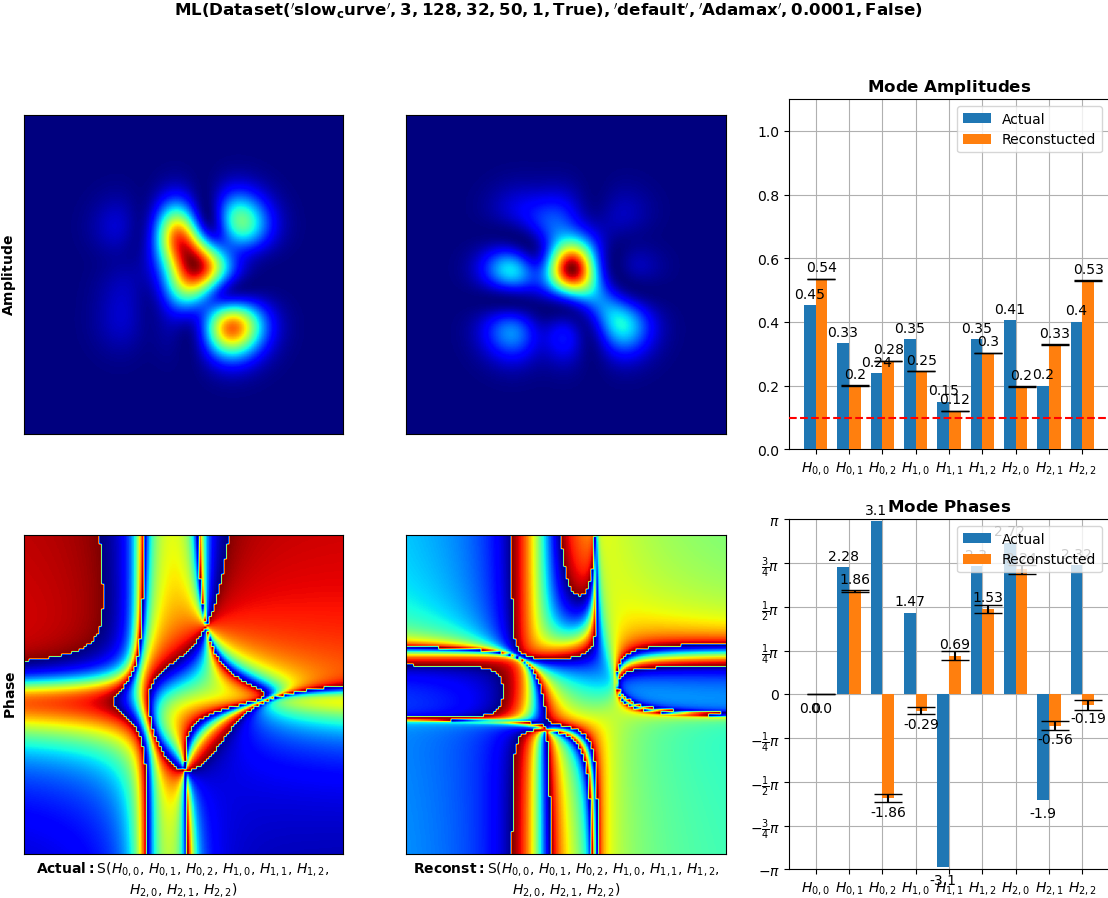 ML(Dataset('slow_curve', 3, 128, 32, 50, 1, True), 'default', 'Adamax', 0.0001, False)
Amplitude
Mode Amplitudes
Actual
Reconstucted
1.0
0.8
0.6
0.4
0.2
0.0
0.45
0.54
0.33
0.2
0.24
0.28
0.35
0.25
0.15
0.12
0.35
0.3
0.41
0.2
0.2
0.33
0.4
0.53
H0,0 H0,1 H0,2 H1,0 H1,1 H1,2 H2,0 H2,1 H2,2
Phase
Mode Phases
Actual
Reconstucted
π
3/4π
1/2π
1/4π
0
−1/4π
−1/2π
−3/4π
−π
0.0
0.0
2.28
1.86
3.1
-1.86
1.47
-0.29
-3.1
0.69
1.53
2.72
-1.9
-0.56
-0.19
H0,0 H0,1 H0,2 H1,0 H1,1 H1,2 H2,0 H2,1 H2,2
Actual: S(H0,0, H0,1, H0,2, H1,0, H1,1, H1,2,
H2,0, H2,1, H2,2)
Reconst: S(H0,0, H0,1, H0,2, H1,0, H1,1, H1,2,
H2,0, H2,1, H2,2)